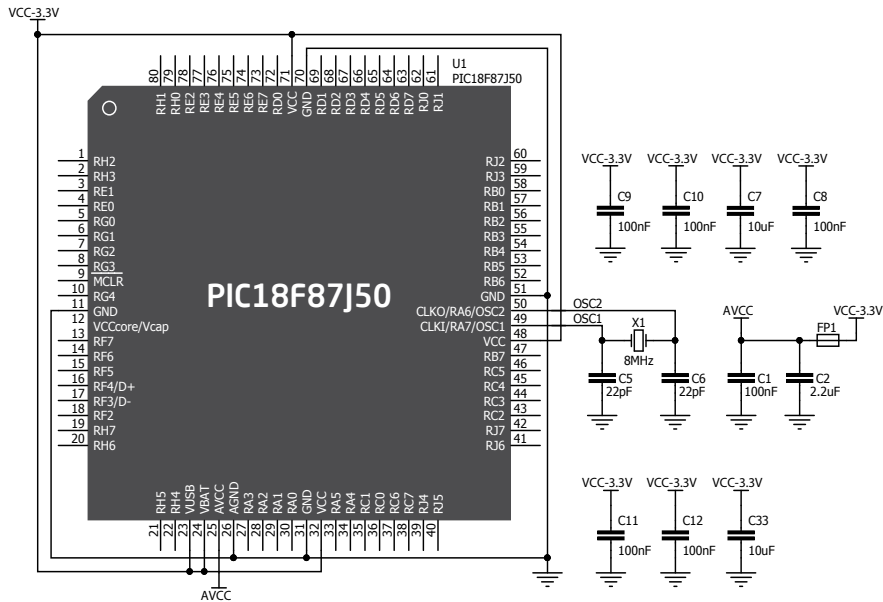 VCC-3.3V
U1
PIC18F87J50
80 79 78 77 76 75 74 73 72 71 70 69 68 67 66 65 64 63 62 61
RH1 RH0 RE2 RE3 RE4 RE5 RE6 RE7 RD0 VCC GND RD1 RD2 RD3 RD4 RD5 RD6 RD7 RJ0 RJ1
1 RH2
2 RH3
3 RE1
4 RE0
5 RG0
6 RG1
7 RG2
8 RG3
9 MCLR
10 RG4
11 GND
12 VCCcore/Vcap
13 RF7
14 RF6
15 RF5
16 RF4/D+
17 RF3/D-
18 RF2
19 RH7
20 RH6
PIC18F87J50
RJ2 60
RJ3 59
RB0 58
RB1 57
RB2 56
RB3 55
RB4 54
RB5 53
RB6 52
GND 51
CLKO/RA6/OSC2 50
CLKI/RA7/OSC1 49
VCC 48
RB7 47
RC5 46
RC4 45
RC3 44
RC2 43
RJ7 42
RJ6 41
RH5 RH4 VUSB VBAT AVCC AGND RA3 RA2 RA1 RA0 GND VCC RA5 RA4 RC1 RC0 RC6 RC7 RJ4 RJ5
21 22 23 24 25 26 27 28 29 30 31 32 33 34 35 36 37 38 39 40
AVCC
OSC2
OSC1
X1
8MHz
C5
22pF
C6
22pF
VCC-3.3V VCC-3.3V VCC-3.3V VCC-3.3V
C9 C10 C7 C8
100nF 100nF 10uF 100nF
AVCC
FP1
VCC-3.3V
C1
100nF
C2
2.2uF
VCC-3.3V VCC-3.3V VCC-3.3V
C11 C12 C33
100nF 100nF 10uF